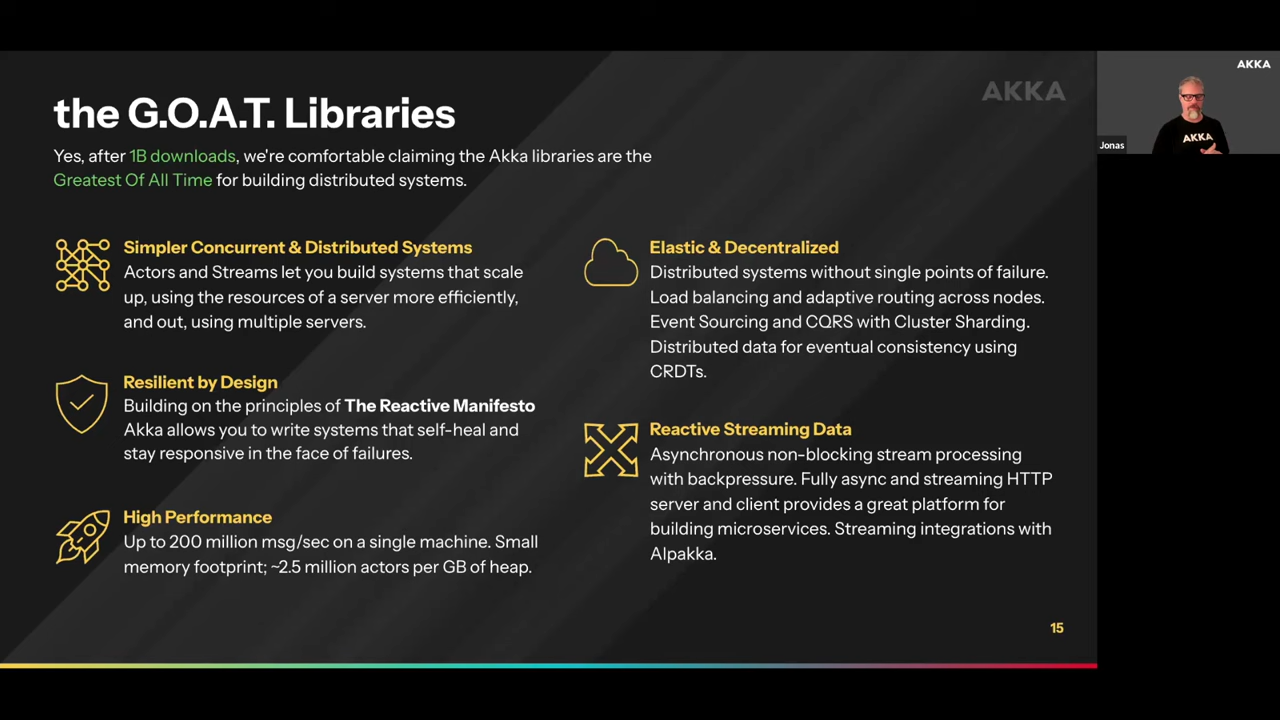 AKKA
the G.O.A.T. Libraries
Yes, after 1B downloads, we're comfortable claiming the Akka libraries are the
Greatest Of All Time for building distributed systems.
Simpler Concurrent & Distributed Systems
Actors and Streams let you build systems that scale
up, using the resources of a server more efficiently,
and out, using multiple servers.
Resilient by Design
Building on the principles of The Reactive Manifesto
Akka allows you to write systems that self-heal and
stay responsive in the face of failures.
High Performance
Up to 200 million msg/sec on a single machine. Small
memory footprint; ~2.5 million actors per GB of heap.
Elastic & Decentralized
Distributed systems without single points of failure.
Load balancing and adaptive routing across nodes.
Event Sourcing and CQRS with Cluster Sharding.
Distributed data for eventual consistency using
CRDTs.
Reactive Streaming Data
Asynchronous non-blocking stream processing
with backpressure. Fully async and streaming HTTP
server and client provides a great platform for
building microservices. Streaming integrations with
Alpakka.
15
AKKA
AKKA
Jonas